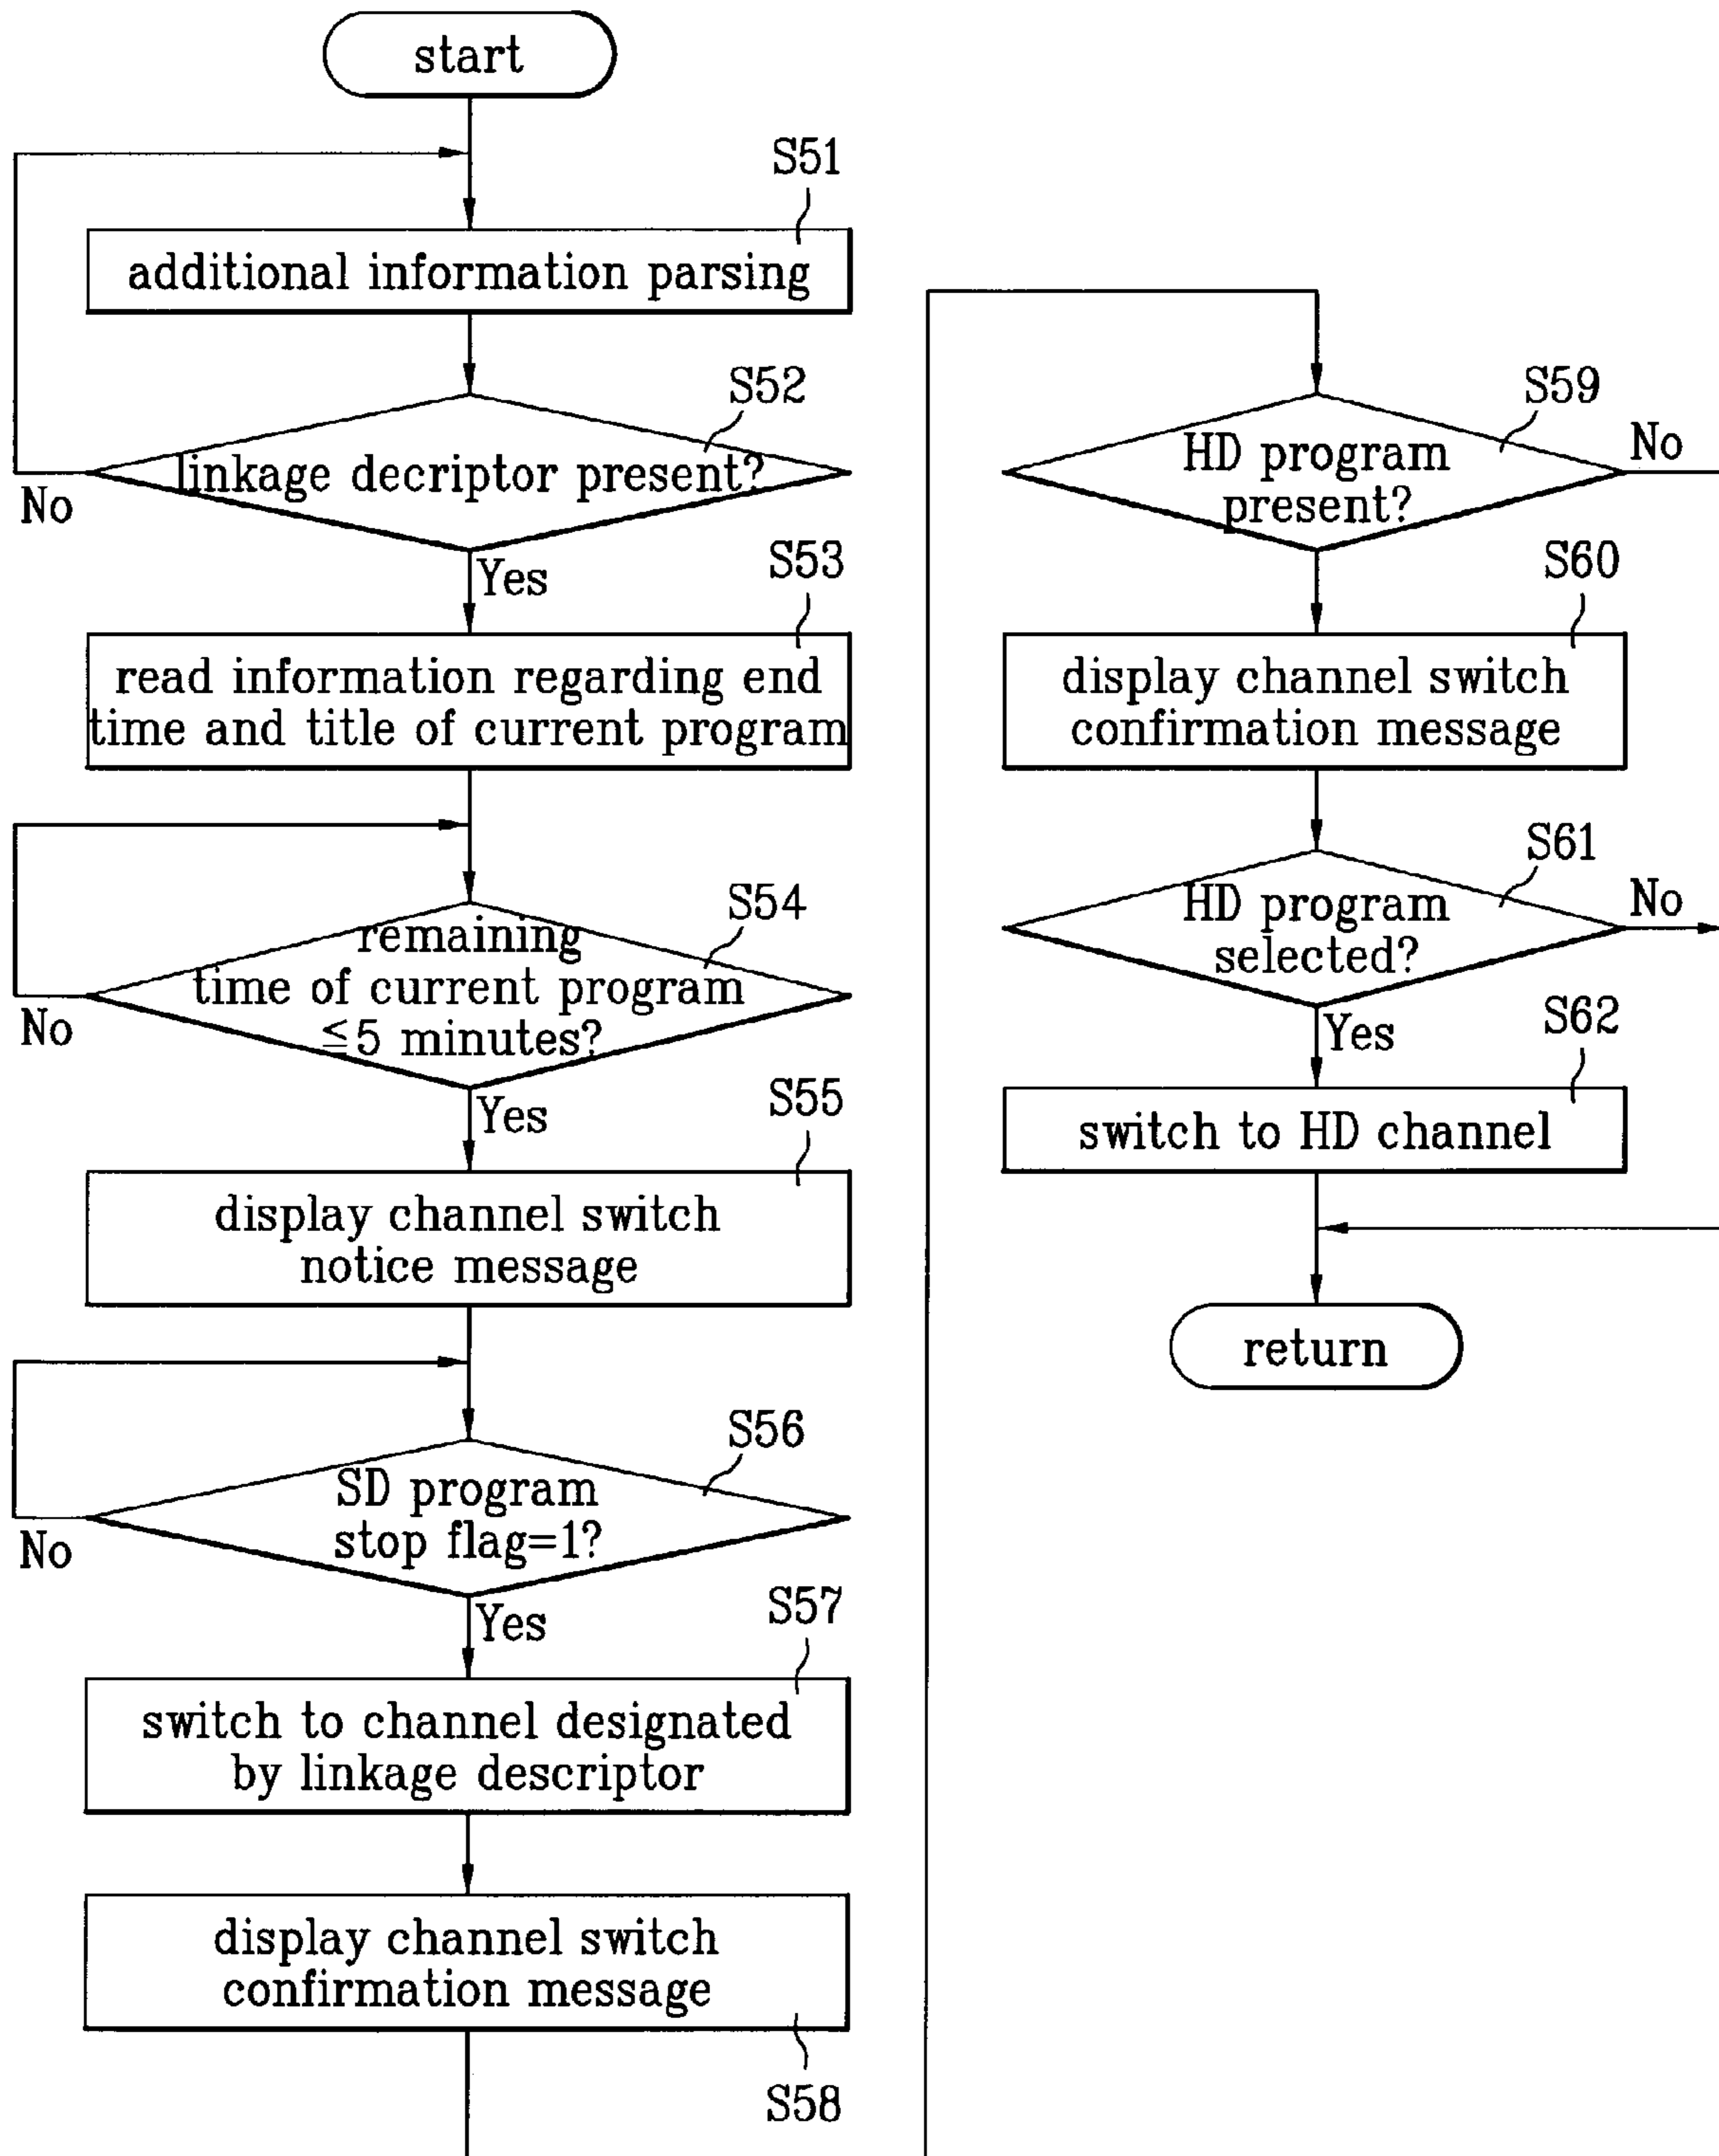 start
S51
additional information parsing
S52
linkage decriptor present?
No
Yes
S53
read information regarding end
time and title of current program
S54
remaining
time of current program
≦5 minutes?
No
Yes
S55
display channel switch
notice message
S56
SD program
stop flag=1?
No
Yes
S57
switch to channel designated
by linkage descriptor
display channel switch
confirmation message
S58
S59
HD program
present?
No
S60
display channel switch
confirmation message
S61
HD program
selected?
No
Yes
S62
switch to HD channel
return